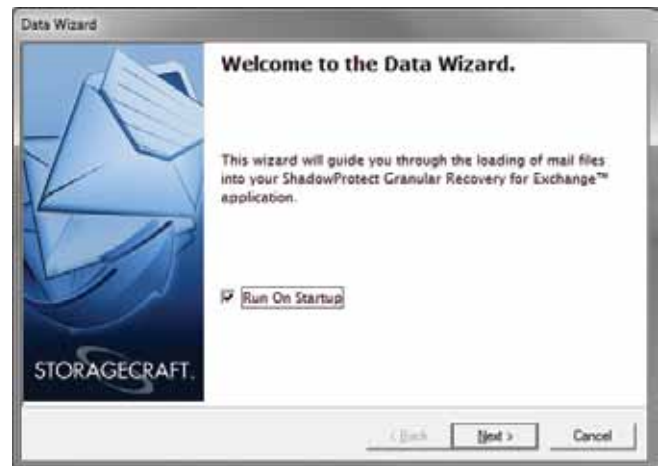 Data Wizard
Welcome to the Data Wizard.
This wizard will guide you through the loading of mail files
into your ShadowProtect Granular Recovery for Exchange™
application.
Run On Startup
STORAGECRAFT.
< Back
Next >
Cancel